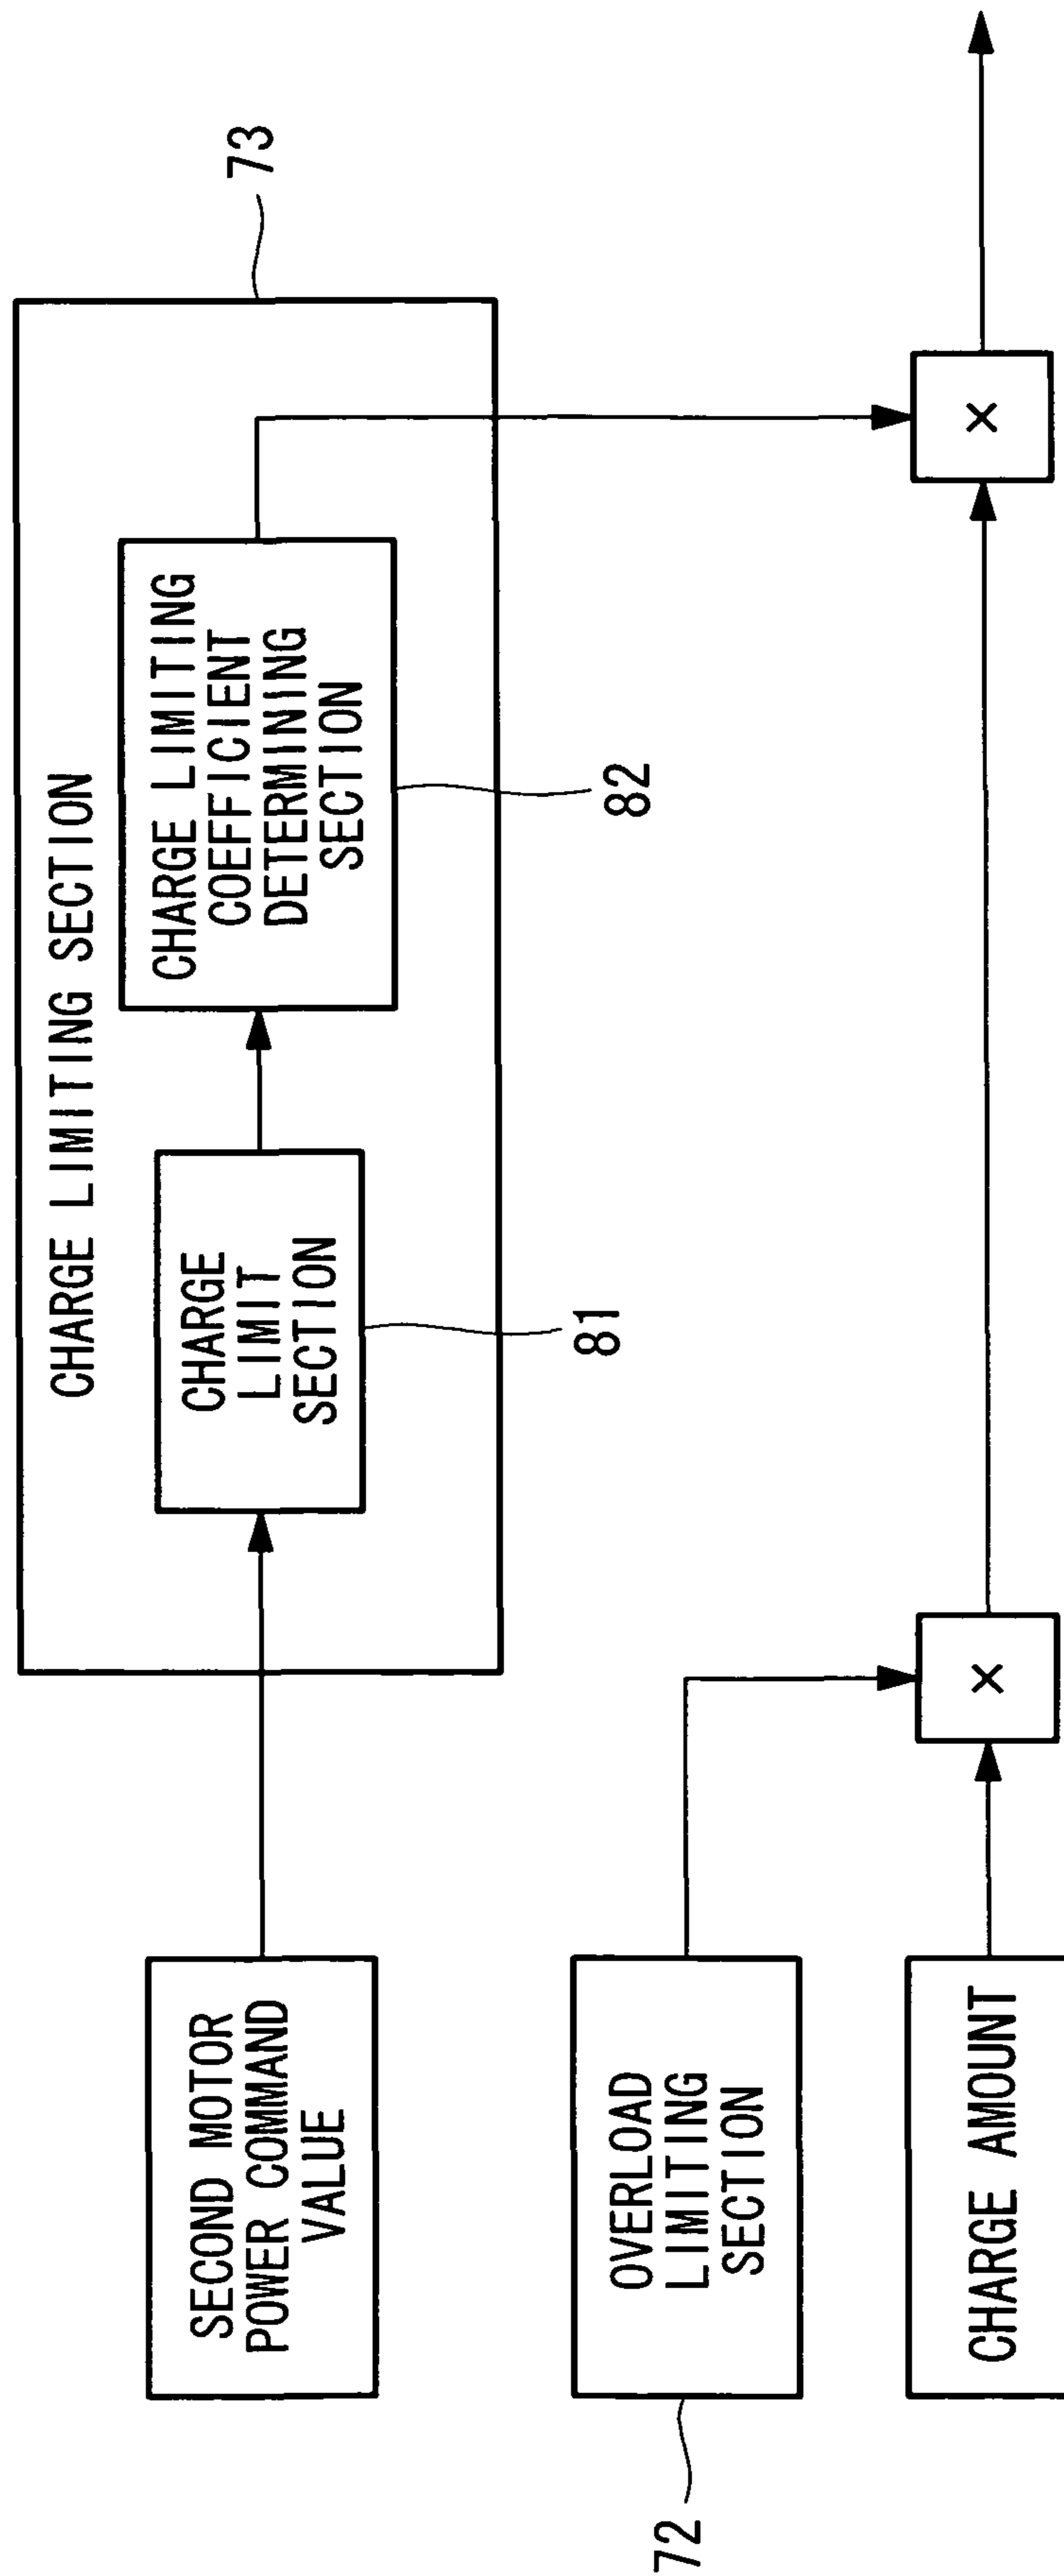 CHARGE LIMITING SECTION
73
SECOND MOTOR
POWER COMMAND
VALUE
CHARGE
LIMIT
SECTION
81
CHARGE LIMITING
COEFFICIENT
DETERMINING
SECTION
82
72
OVERLOAD
LIMITING
SECTION
CHARGE AMOUNT
×
×